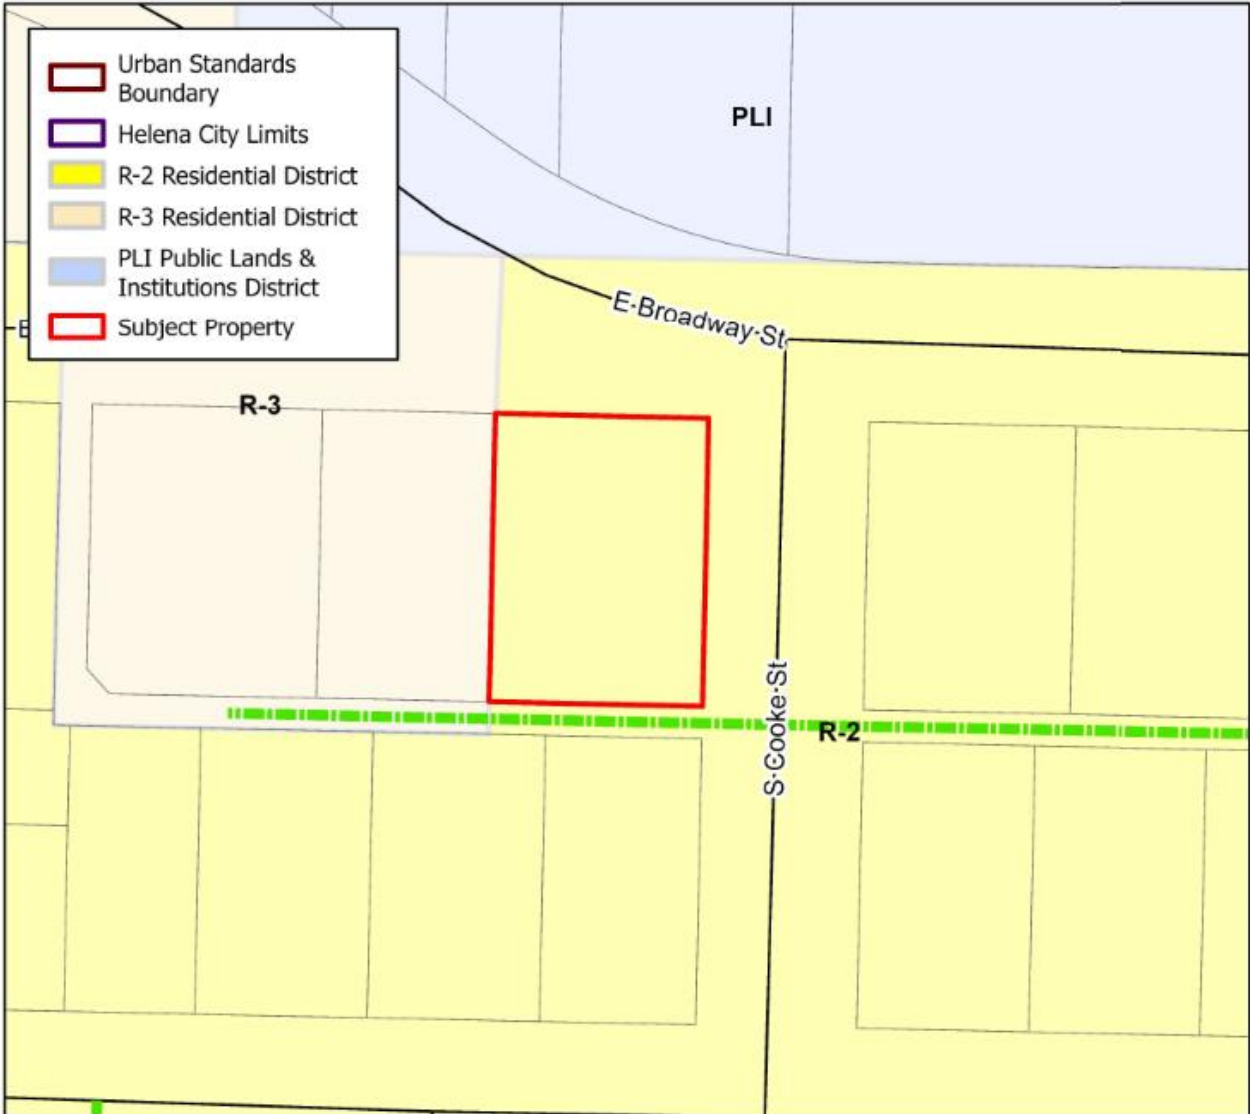 Urban Standards
Boundary
Helena City Limits
R-2 Residential District
R-3 Residential District
PLI Public Lands &
Institutions District
Subject Property
PLI
E-Broadway-St
R-3
S-Cooke-St
R-2